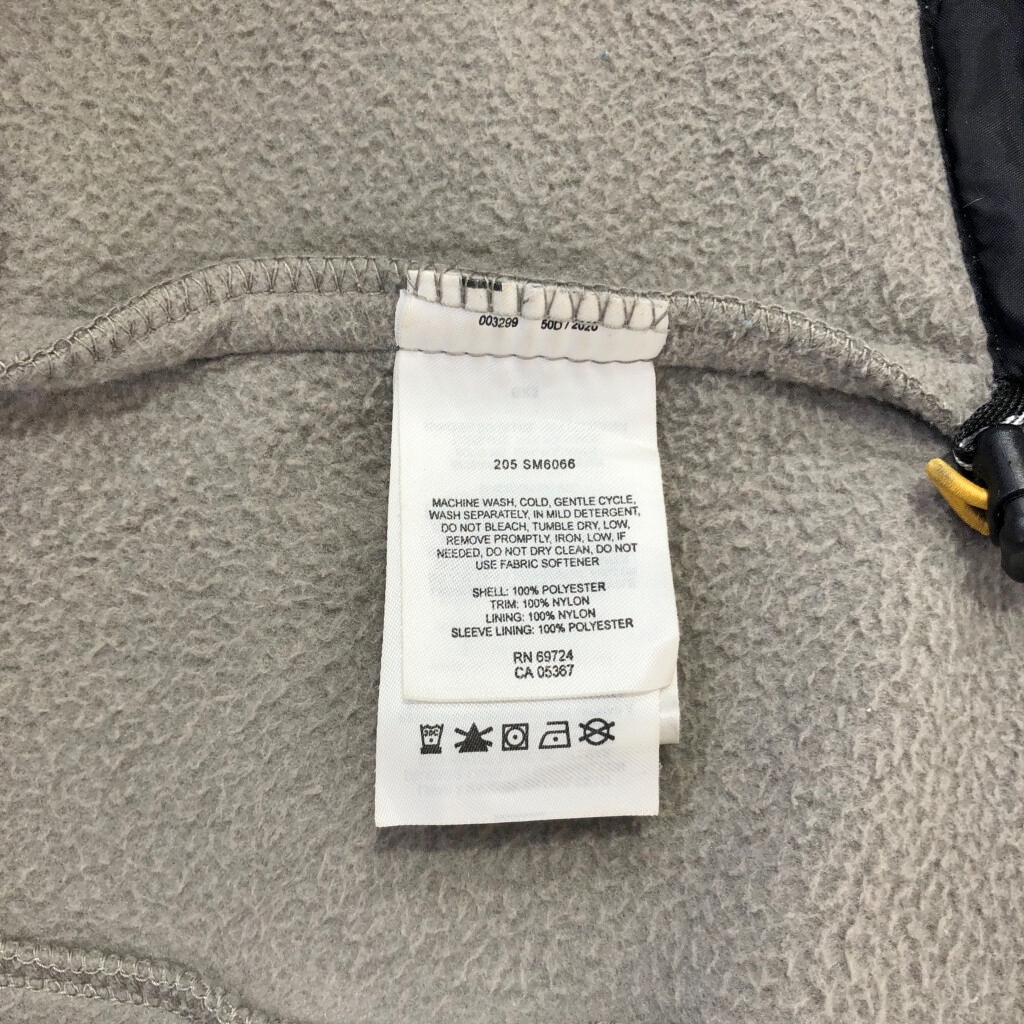 003299 50D / 2020
205 SM6066
MACHINE WASH, COLD, GENTLE CYCLE,
WASH SEPARATELY, IN MILD DETERGENT,
DO NOT BLEACH, TUMBLE DRY, LOW,
REMOVE PROMPTLY, IRON, LOW, IF
NEEDED, DO NOT DRY CLEAN, DO NOT
USE FABRIC SOFTENER
SHELL: 100% POLYESTER
TRIM: 100% NYLON
LINING: 100% NYLON
SLEEVE LINING: 100% POLYESTER
RN 69724
CA 05367
30C